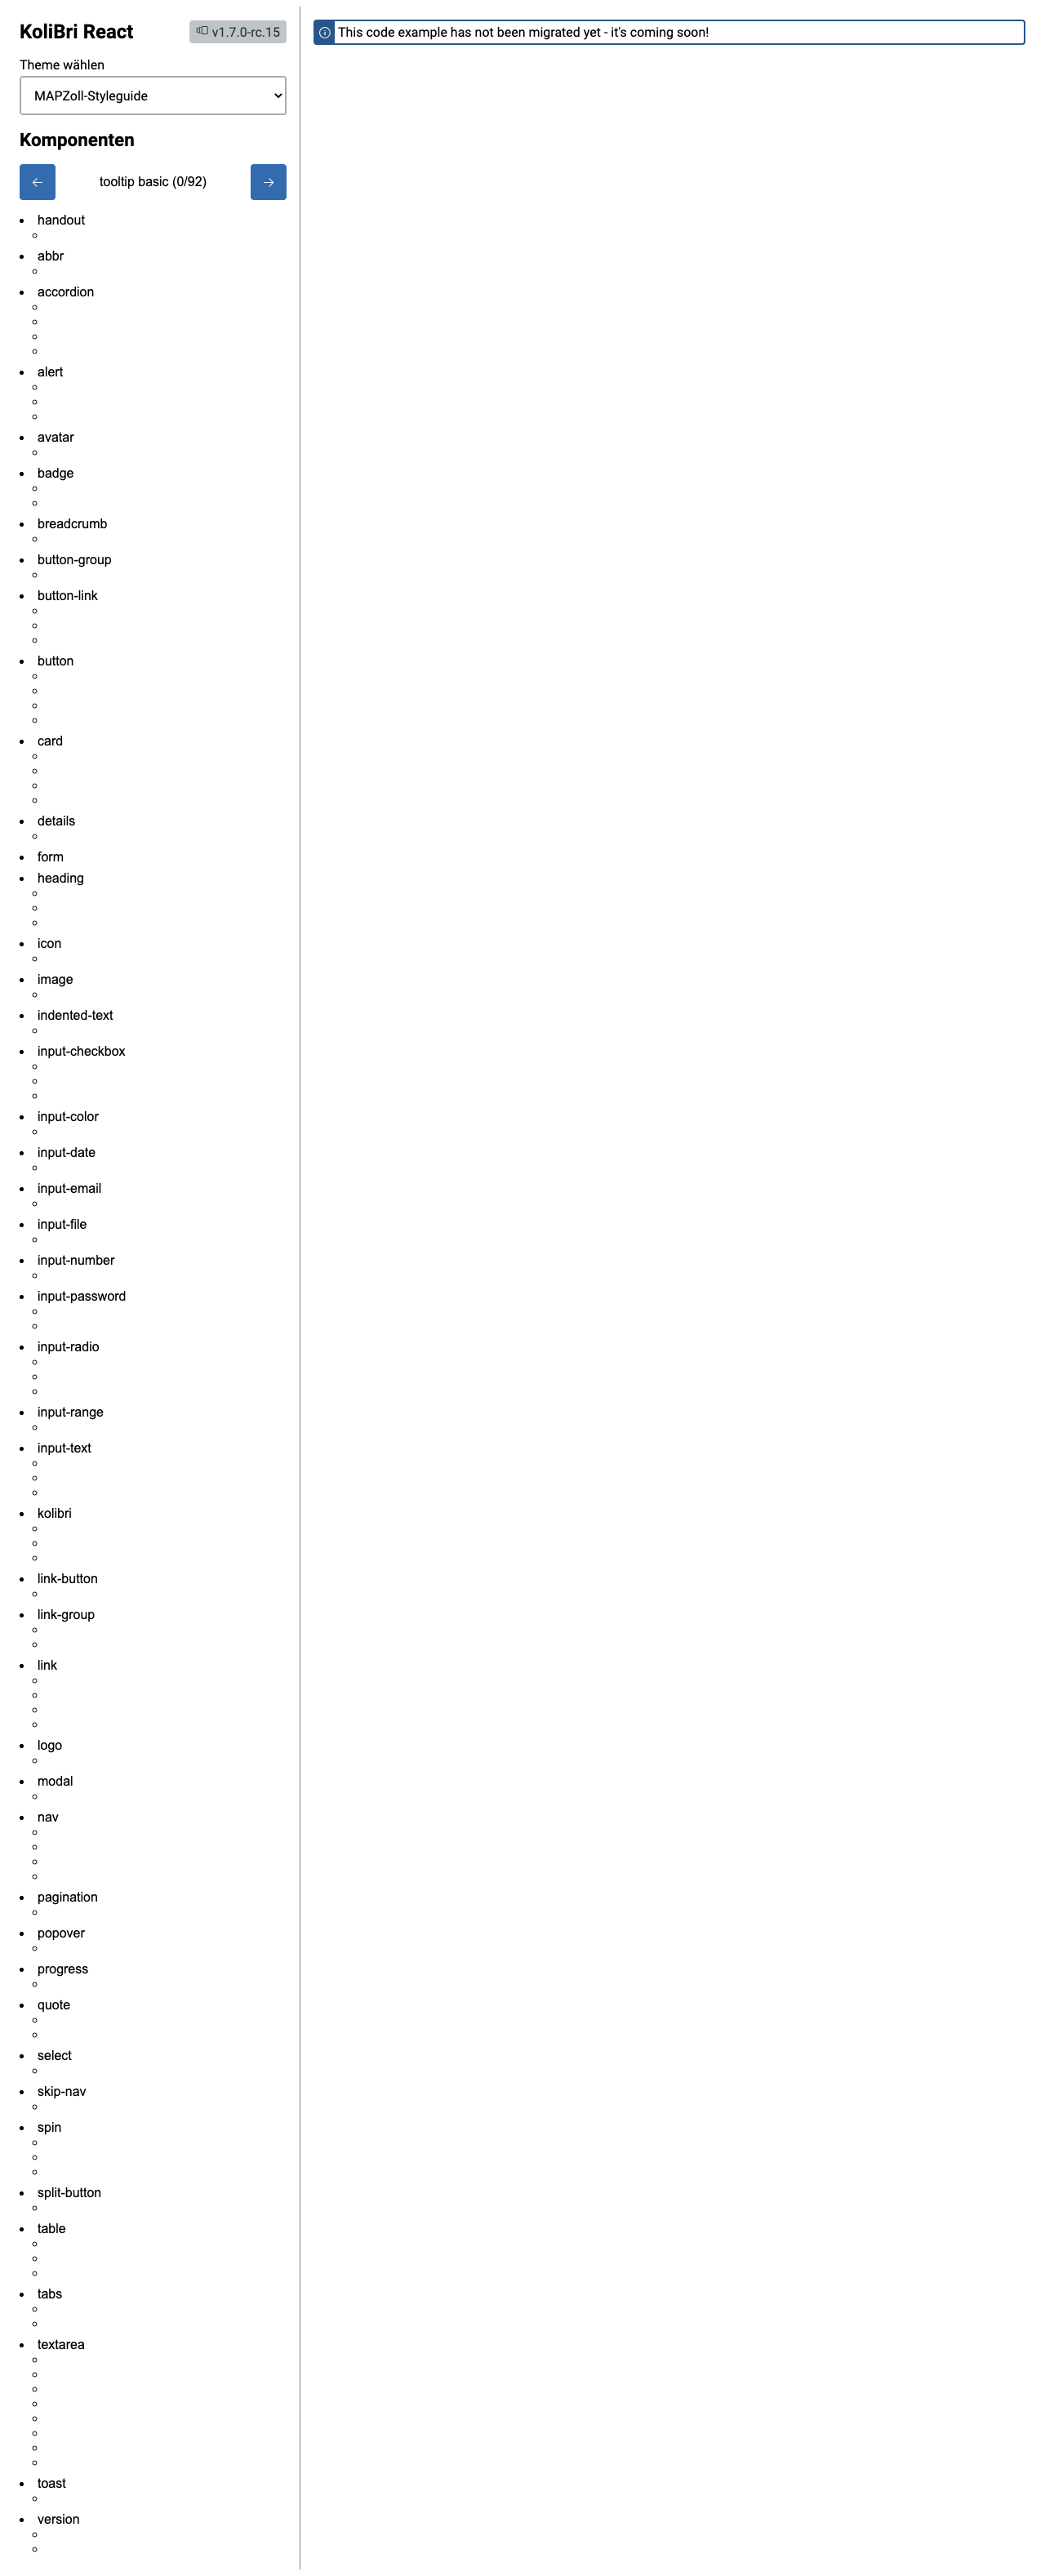 KoliBri React
v1.7.0-rc.15
Theme wählen
MAPZoll-Styleguide
Komponenten
tooltip basic (0/92)
handout
abbr
accordion
alert
avatar
badge
breadcrumb
button-group
button-link
button
card
details
form
heading
icon
image
indented-text
input-checkbox
input-color
input-date
input-email
input-file
input-number
input-password
input-radio
input-range
input-text
kolibri
link-button
link-group
link
logo
modal
nav
pagination
popover
progress
quote
select
skip-nav
spin
split-button
table
tabs
textarea
toast
version
This code example has not been migrated yet - it's coming soon!